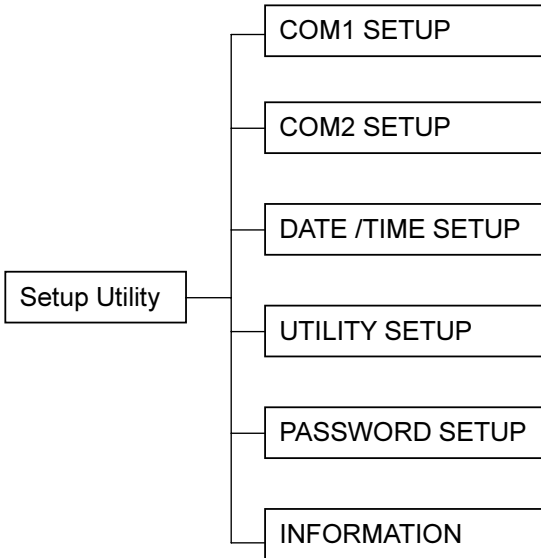 COM1 SETUP
COM2 SETUP
DATE /TIME SETUP
Setup Utility
UTILITY SETUP
PASSWORD SETUP
INFORMATION